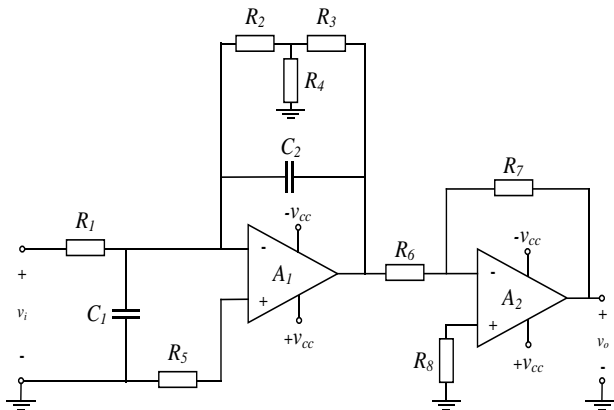 R2
R3
R4
C2
R7
-vcc
R1
-
R6
-vcc
A1
-
+
+
vi
C1
A2
+
+vcc
+
vo
R5
R8
+vcc
-
-